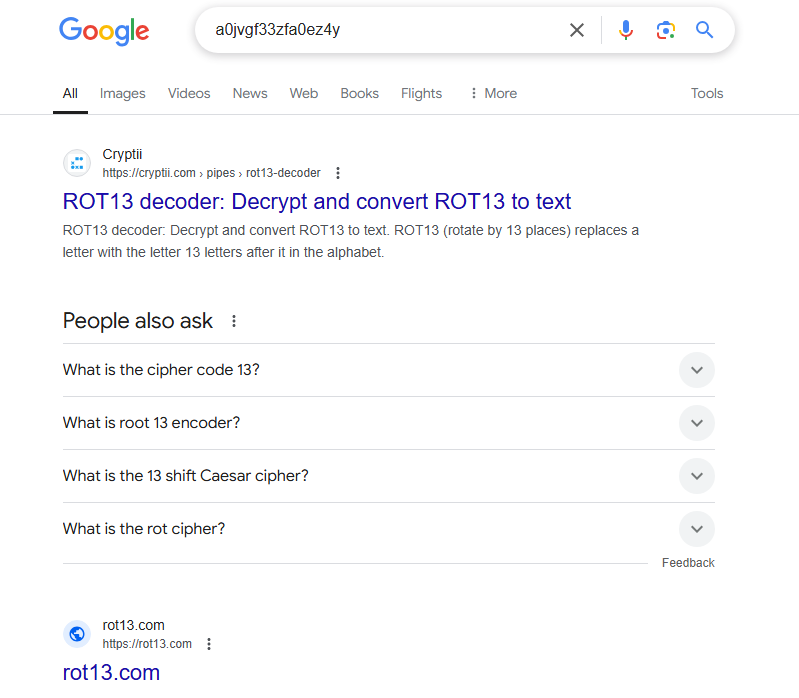 Google
a0jvgf33zfa0ez4y
All Images Videos News Web Books Flights More Tools
Cryptii
https://cryptii.com › pipes › rot13-decoder
ROT13 decoder: Decrypt and convert ROT13 to text
ROT13 decoder: Decrypt and convert ROT13 to text. ROT13 (rotate by 13 places) replaces a
letter with the letter 13 letters after it in the alphabet.
People also ask
What is the cipher code 13?
What is root 13 encoder?
What is the 13 shift Caesar cipher?
What is the rot cipher?
Feedback
rot13.com
https://rot13.com
rot13.com